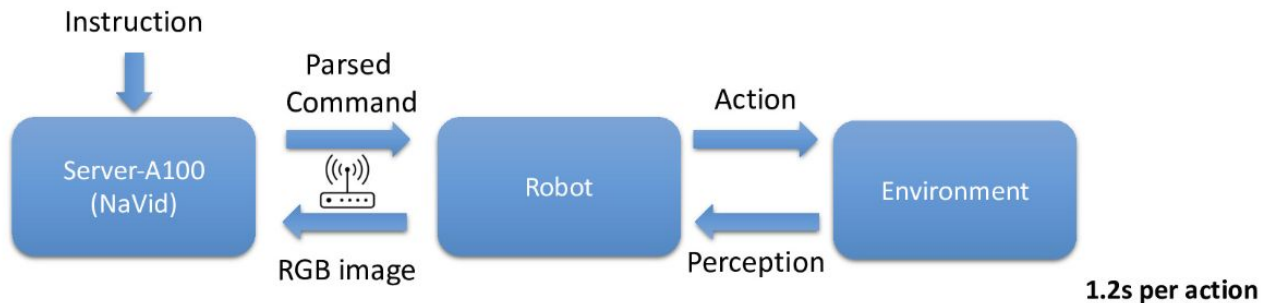 Instruction
Parsed
Command
Action
Server-A100
(NaVid)
Robot
Environment
RGB image
Perception
1.2s per action